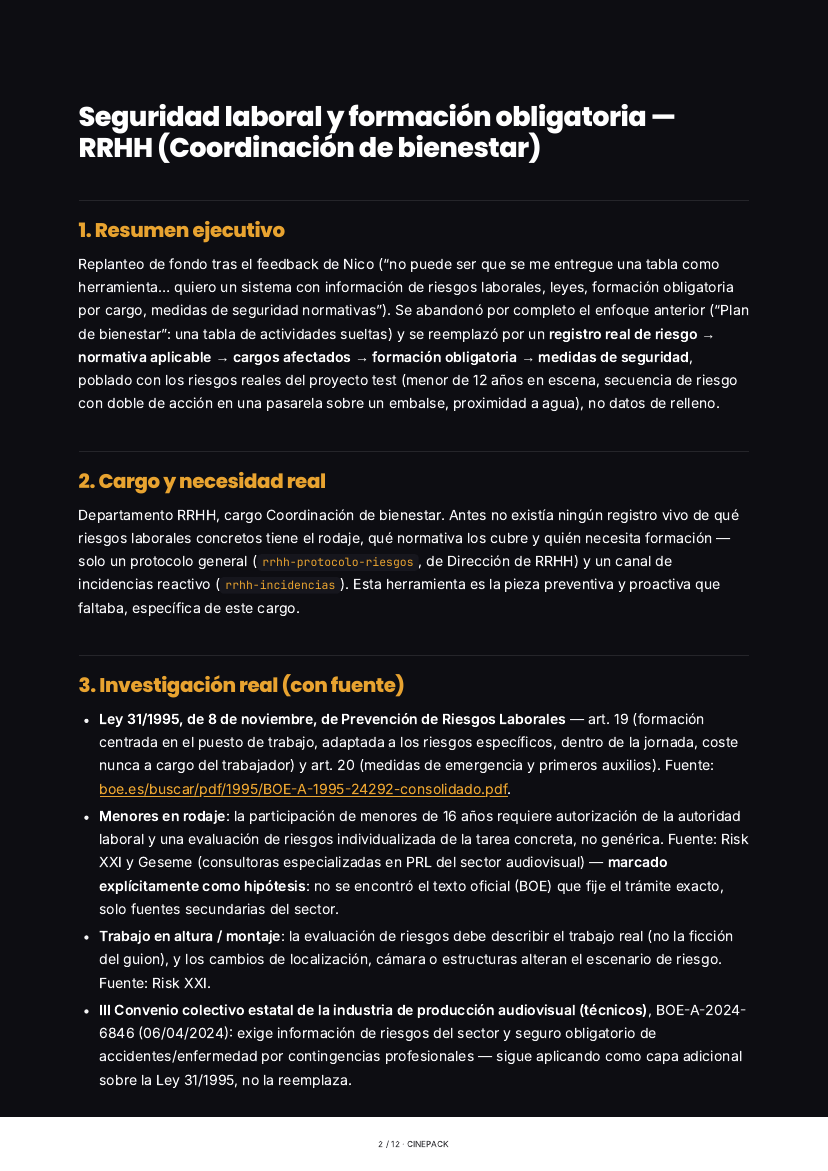 Seguridad laboral y formación obligatoria —
RRHH (Coordinación de bienestar)
1. Resumen ejecutivo
Replanteo de fondo tras el feedback de Nico (“no puede ser que se me entregue una tabla como
herramienta... quiero un sistema con información de riesgos laborales, leyes, formación obligatoria
por cargo, medidas de seguridad normativas”). Se abandonó por completo el enfoque anterior (“Plan
de bienestar”: una tabla de actividades sueltas) y se reemplazó por un registro real de riesgo →
normativa aplicable → cargos afectados → formación obligatoria → medidas de seguridad,
poblado con los riesgos reales del proyecto test (menor de 12 años en escena, secuencia de riesgo
con doble de acción en una pasarela sobre un embalse, proximidad a agua), no datos de relleno.
2. Cargo y necesidad real
Departamento RRHH, cargo Coordinación de bienestar. Antes no existía ningún registro vivo de qué
riesgos laborales concretos tiene el rodaje, qué normativa los cubre y quién necesita formación —
solo un protocolo general ( rrhh-protocolo-riesgos , de Dirección de RRHH) y un canal de
incidencias reactivo ( rrhh-incidencias ). Esta herramienta es la pieza preventiva y proactiva que
faltaba, específica de este cargo.
3. Investigación real (con fuente)
• Ley 31/1995, de 8 de noviembre, de Prevención de Riesgos Laborales — art. 19 (formación
centrada en el puesto de trabajo, adaptada a los riesgos específicos, dentro de la jornada, coste
nunca a cargo del trabajador) y art. 20 (medidas de emergencia y primeros auxilios). Fuente:
boe.es/buscar/pdf/1995/BOE-A-1995-24292-consolidado.pdf.
• Menores en rodaje: la participación de menores de 16 años requiere autorización de la autoridad
laboral y una evaluación de riesgos individualizada de la tarea concreta, no genérica. Fuente: Risk
XXI y Geseme (consultoras especializadas en PRL del sector audiovisual) — marcado
explícitamente como hipótesis: no se encontró el texto oficial (BOE) que fije el trámite exacto,
solo fuentes secundarias del sector.
• Trabajo en altura / montaje: la evaluación de riesgos debe describir el trabajo real (no la ficción
del guion), y los cambios de localización, cámara o estructuras alteran el escenario de riesgo.
Fuente: Risk XXI.
• III Convenio colectivo estatal de la industria de producción audiovisual (técnicos), BOE-A-2024-
6846 (06/04/2024): exige información de riesgos del sector y seguro obligatorio de
accidentes/enfermedad por contingencias profesionales — sigue aplicando como capa adicional
sobre la Ley 31/1995, no la reemplaza.
2 / 12 · CINEPACK